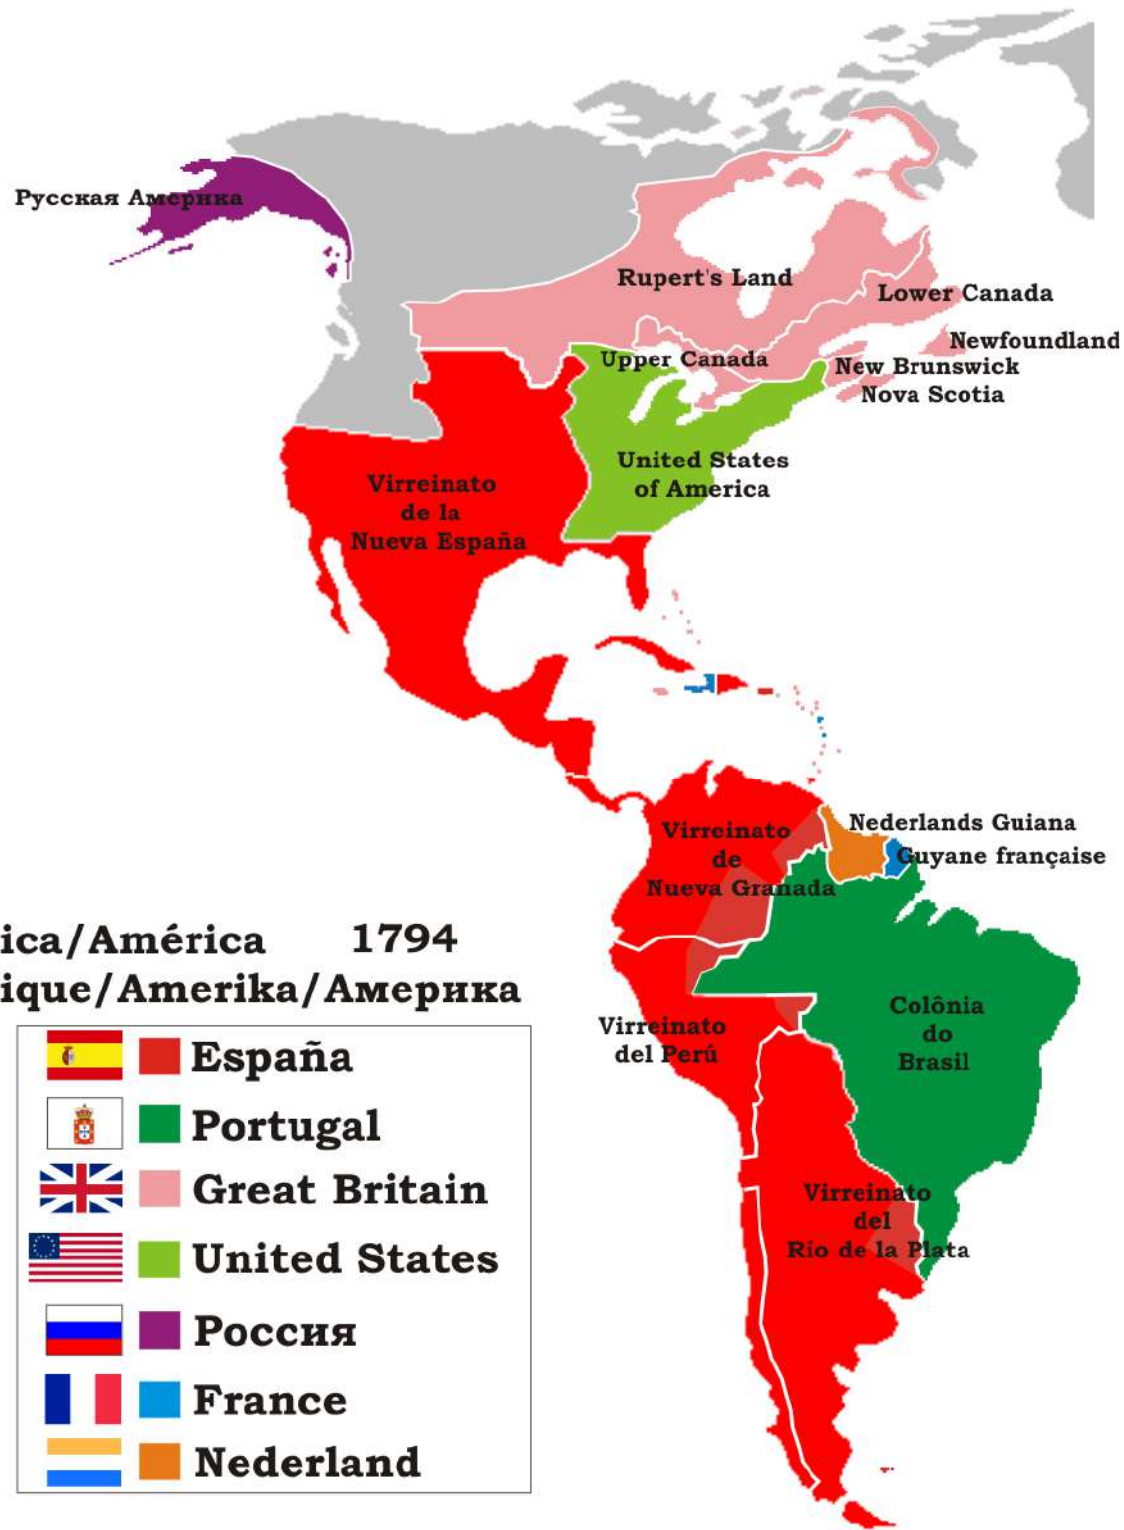 Русская Америка
Rupert's Land
Lower Canada
Newfoundland
Upper Canada
New Brunswick
Nova Scotia
United States
of America
Virreinato
de la
Nueva España
Nederlands Guiana
Guyane française
Virreinato
de
Nueva Granada
ica/América 1794
ique/Amerika/Америка
Colônia
do
Brasil
Virreinato
del Perú
Virreinato
del
Río de la Plata
España
Portugal
Great Britain
United States
Россия
France
Nederland